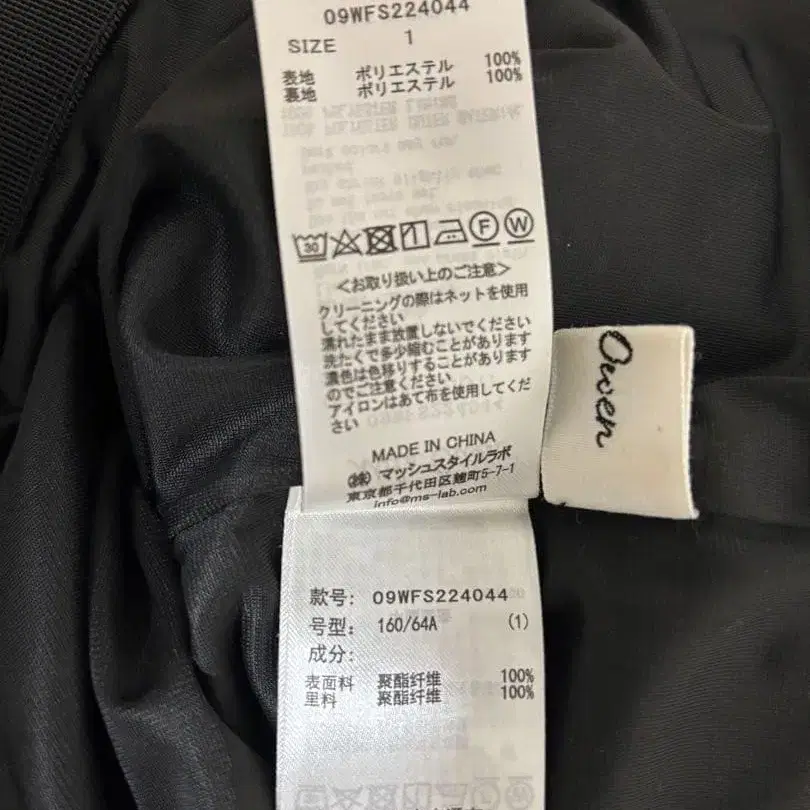 09WFS224044
SIZE 1
表地 ポリエステル 100%
裏地 ポリエステル 100%
30
F W
<お取り扱い上のご注意>
クリーニングの際はネットを使用
してください
濡れたまま放置しないでください
洗たくで多少縮むことがあります
濃色は色移りすることがあります
のでご注意ください
アイロンはあて布を使用してくだ
さい
MADE IN CHINA
㈱ マッシュスタイルラボ
東京都千代田区麹町5-7-1
info@ms-lab.com
Owen
款号: 09WFS224044
号型: 160/64A (1)
成分:
表面料 聚酯纤维 100%
里料 聚酯纤维 100%